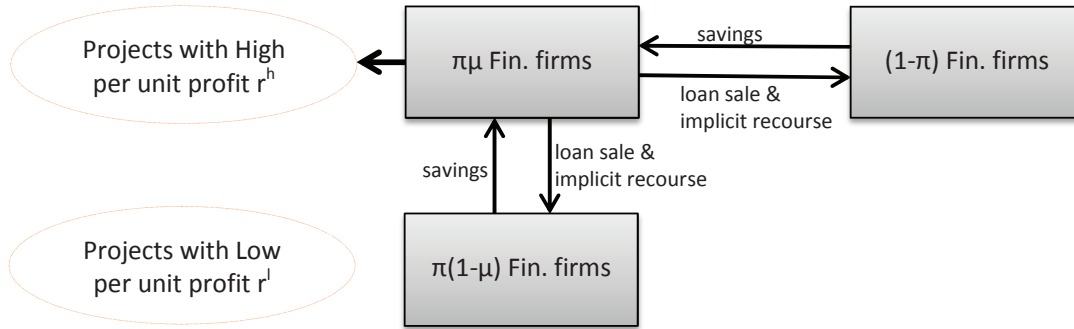 Projects with High
per unit profit r^h
πμ Fin. firms
savings
(1-π) Fin. firms
loan sale &
implicit recourse
savings
loan sale &
implicit recourse
Projects with Low
per unit profit r^l
π(1-μ) Fin. firms